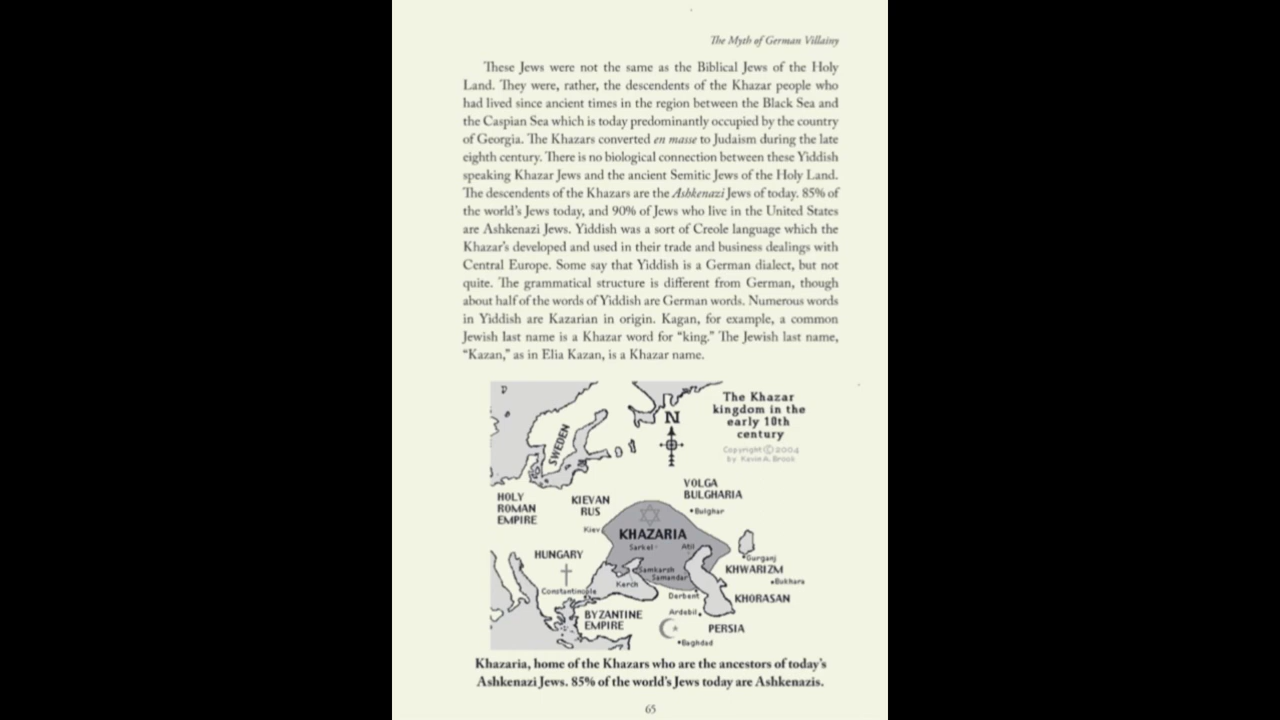 The Myth of German Villainy
These Jews were not the same as the Biblical Jews of the Holy
Land. They were, rather, the descendents of the Khazar people who
had lived since ancient times in the region between the Black Sea and
the Caspian Sea which is today predominantly occupied by the country
of Georgia. The Khazars converted en masse to Judaism during the late
eighth century. There is no biological connection between these Yiddish
speaking Khazar Jews and the ancient Semitic Jews of the Holy Land.
The descendents of the Khazars are the Ashkenazi Jews of today. 85% of
the world's Jews today, and 90% of Jews who live in the United States
are Ashkenazi Jews. Yiddish was a sort of Creole language which the
Khazar's developed and used in their trade and business dealings with
Central Europe. Some say that Yiddish is a German dialect, but not
quite. The grammatical structure is different from German, though
about half of the words of Yiddish are German words. Numerous words
in Yiddish are Kazarian in origin. Kagan, for example, a common
Jewish last name is a Khazar word for "king." The Jewish last name,
"Kazan," as in Elia Kazan, is a Khazar name.
The Khazar
kingdom in the
early 10th
century
Copyright © 2004
by Kevin A. Brook
N
SWEDEN
HOLY
ROMAN
EMPIRE
KIEVAN
RUS
VOLGA
BULGHARIA
Bulghar
Kiev
KHAZARIA
Sarkel
Atil
HUNGARY
Gurganj
KHWARIZM
Samkarsh
Samandar
Bukhara
Kerch
Constantinople
Derbent
KHORASAN
BYZANTINE
EMPIRE
Ardebil
PERSIA
Baghdad
Khazaria, home of the Khazars who are the ancestors of today's
Ashkenazi Jews. 85% of the world's Jews today are Ashkenazis.
65